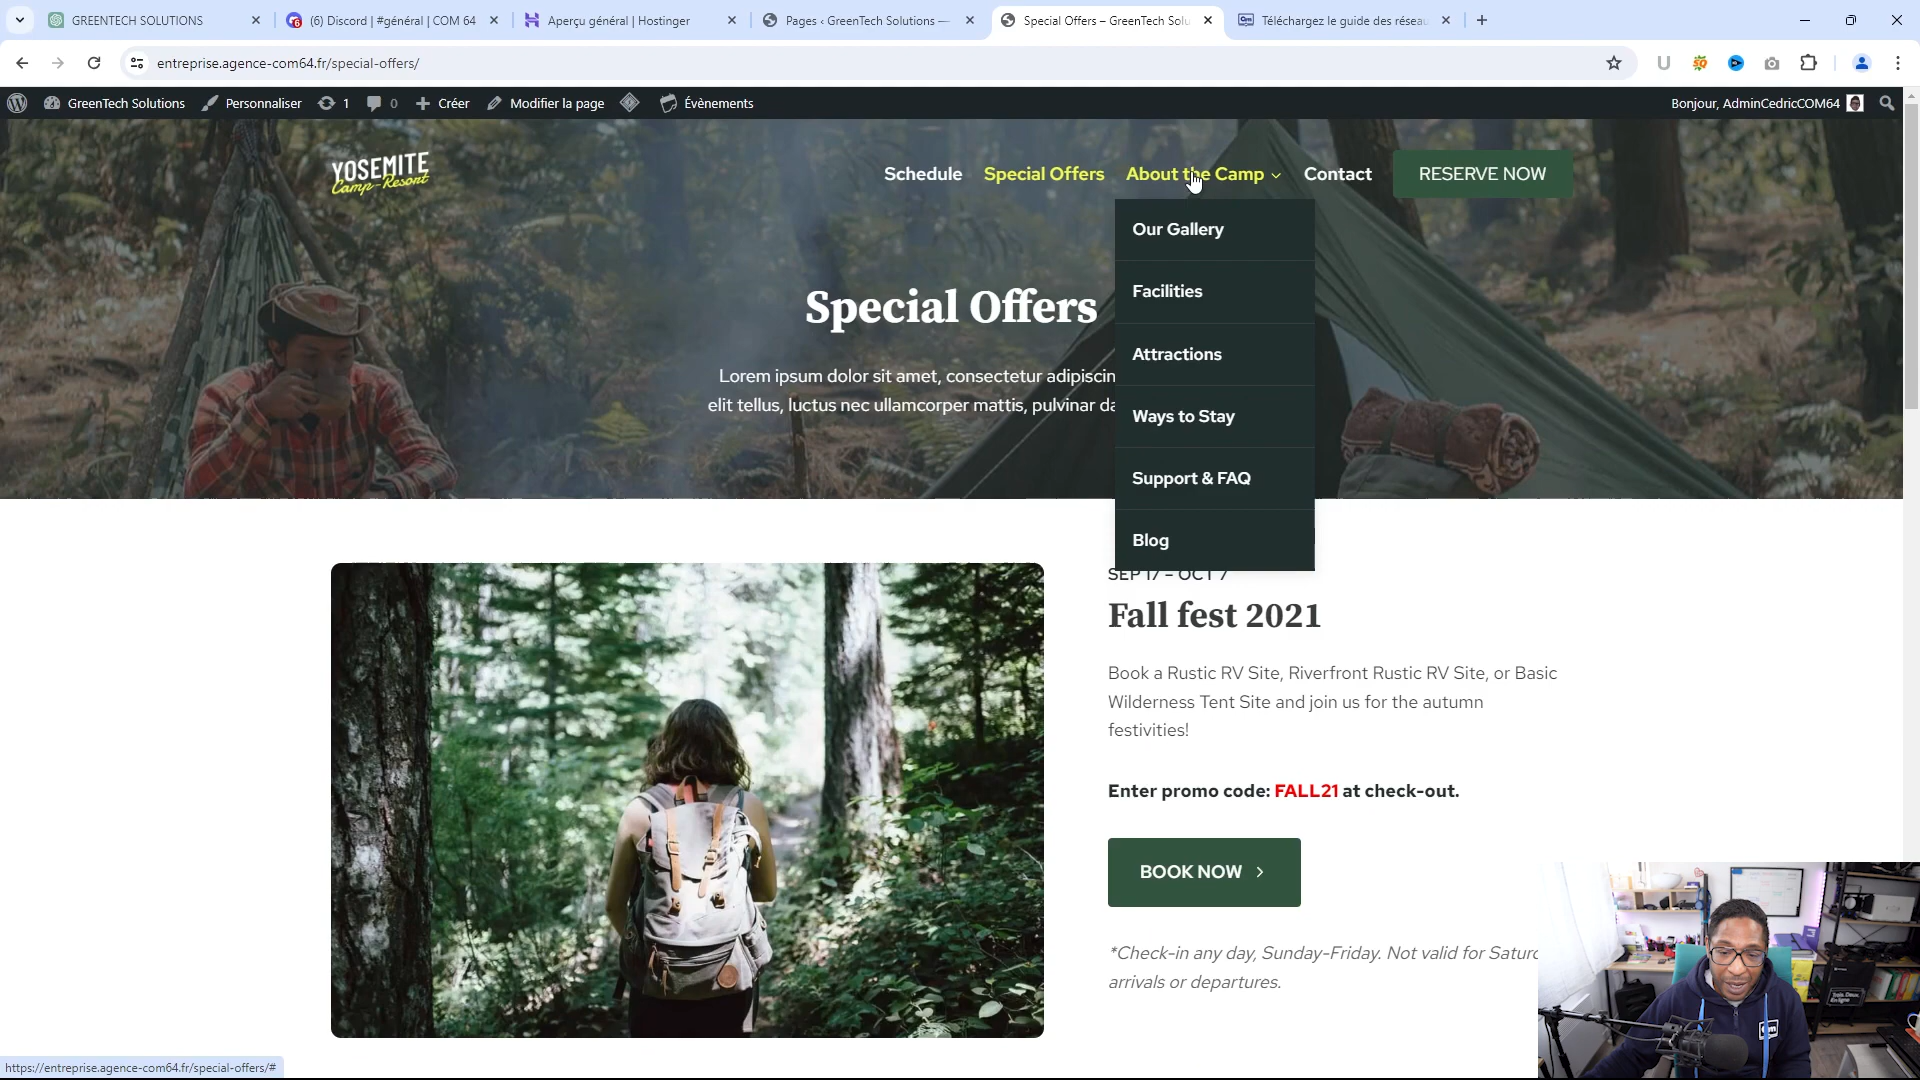 GREENTECH SOLUTIONS
(6) Discord | #général | COM 64
Aperçu général | Hostinger
Pages ‹ GreenTech Solutions —
Special Offers – GreenTech Solu
Téléchargez le guide des réseau
entreprise.agence-com64.fr/special-offers/
GreenTech Solutions
Personnaliser
1
0
Créer
Modifier la page
Évènements
Bonjour, AdminCedricCOM64
YOSEMITE
Camp-Resort
Schedule
Special Offers
About the Camp
Contact
RESERVE NOW
Our Gallery
Facilities
Attractions
Ways to Stay
Support & FAQ
Blog
Special Offers
Lorem ipsum dolor sit amet, consectetur adipiscin
elit tellus, luctus nec ullamcorper mattis, pulvinar da
SEP 17 – OCT 7
Fall fest 2021
Book a Rustic RV Site, Riverfront Rustic RV Site, or Basic
Wilderness Tent Site and join us for the autumn
festivities!
Enter promo code: FALL21 at check-out.
BOOK NOW
*Check-in any day, Sunday–Friday. Not valid for Saturd
arrivals or departures.
https://entreprise.agence-com64.fr/special-offers/#